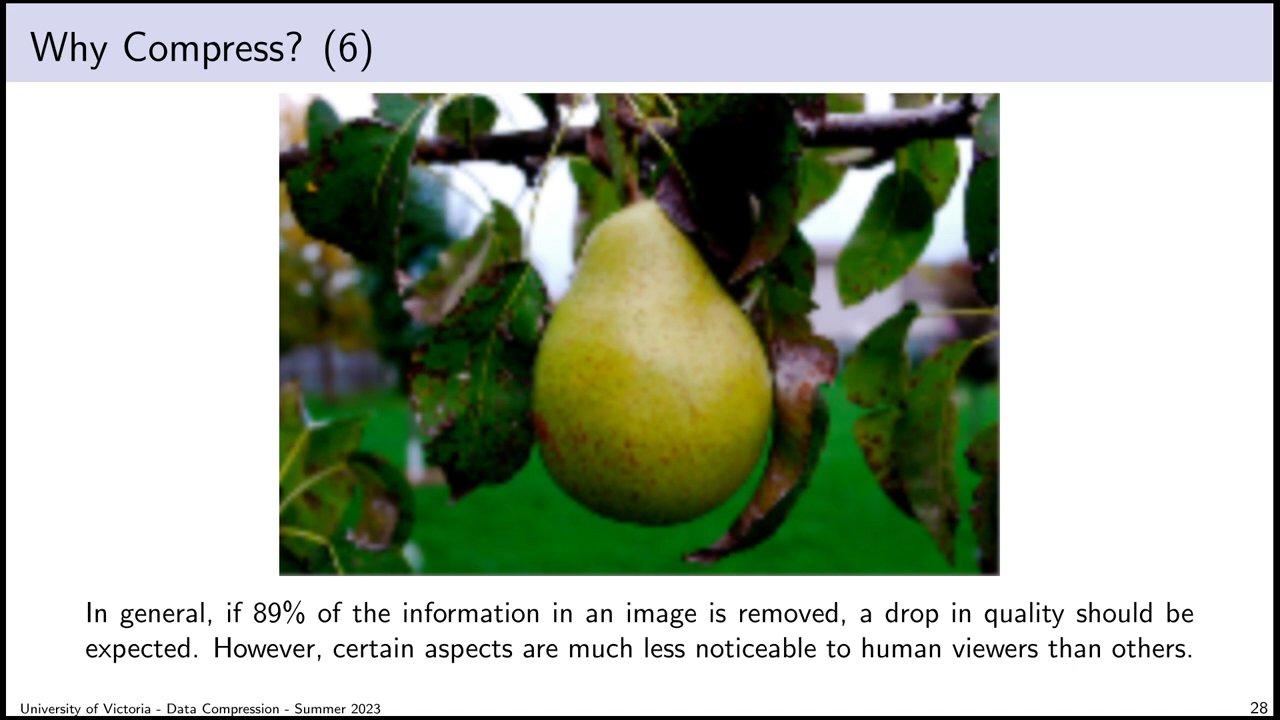 Why Compress? (6)
In general, if 89% of the information in an image is removed, a drop in quality should be
expected. However, certain aspects are much less noticeable to human viewers than others.
University of Victoria - Data Compression - Summer 2023
28